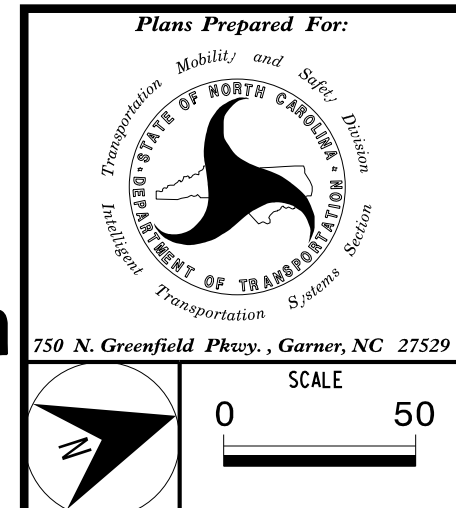 Plans Prepared For:
Transportation Mobility and Safety Division
STATE OF NORTH CAROLINA
DEPARTMENT OF TRANSPORTATION
Intelligent Transportation Systems Section
750 N. Greenfield Pkwy. , Garner, NC 27529
N
SCALE
0 50